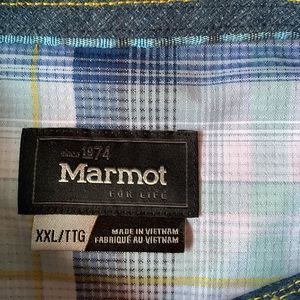 since 1974
Marmot
FOR LIFE
XXL/TTG
MADE IN VIETNAM
FABRIQUÉ AU VIETNAM